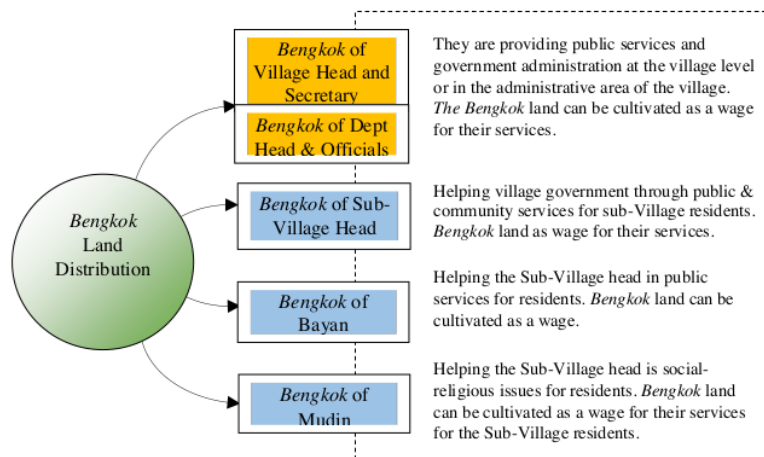 Bengkok of
Village Head and
Secretary
They are providing public services and
government administration at the village level
or in the administrative area of the village.
The Bengkok land can be cultivated as a wage
for their services.
Bengkok of Dept
Head & Officials
Bengkok
Land
Distribution
Bengkok of Sub-
Village Head
Helping village government through public &
community services for sub-Village residents.
Bengkok land as wage for their services.
Bengkok of
Bayan
Helping the Sub-Village head in public
services for residents. Bengkok land can be
cultivated as a wage.
Bengkok of
Mudin
Helping the Sub-Village head is social-
religious issues for residents. Bengkok land
can be cultivated as a wage for their services
for the Sub-Village residents.